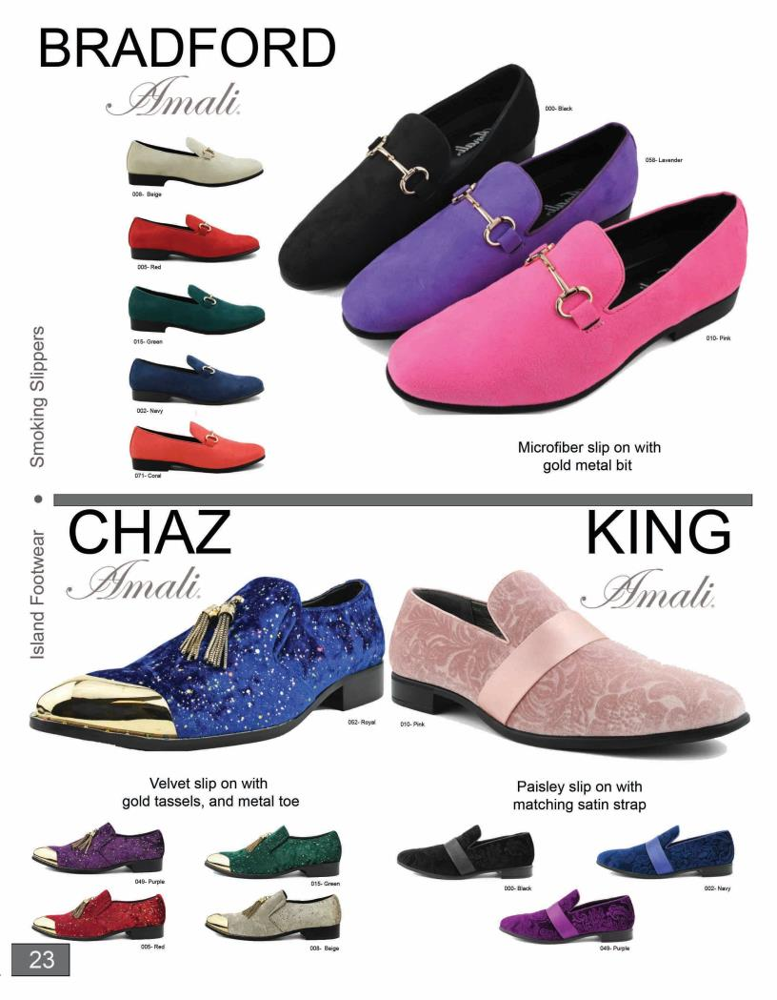 BRADFORD
Amali.
000- Black
058- Lavender
010- Pink
008- Beige
005- Red
015- Green
002- Navy
071- Coral
Microfiber slip on with
gold metal bit
Smoking Slippers
•
Island Footwear
CHAZ
Amali.
052- Royal
Velvet slip on with
gold tassels, and metal toe
049- Purple
015- Green
005- Red
008- Beige
KING
Amali.
010- Pink
Paisley slip on with
matching satin strap
000- Black
002- Navy
049- Purple
23